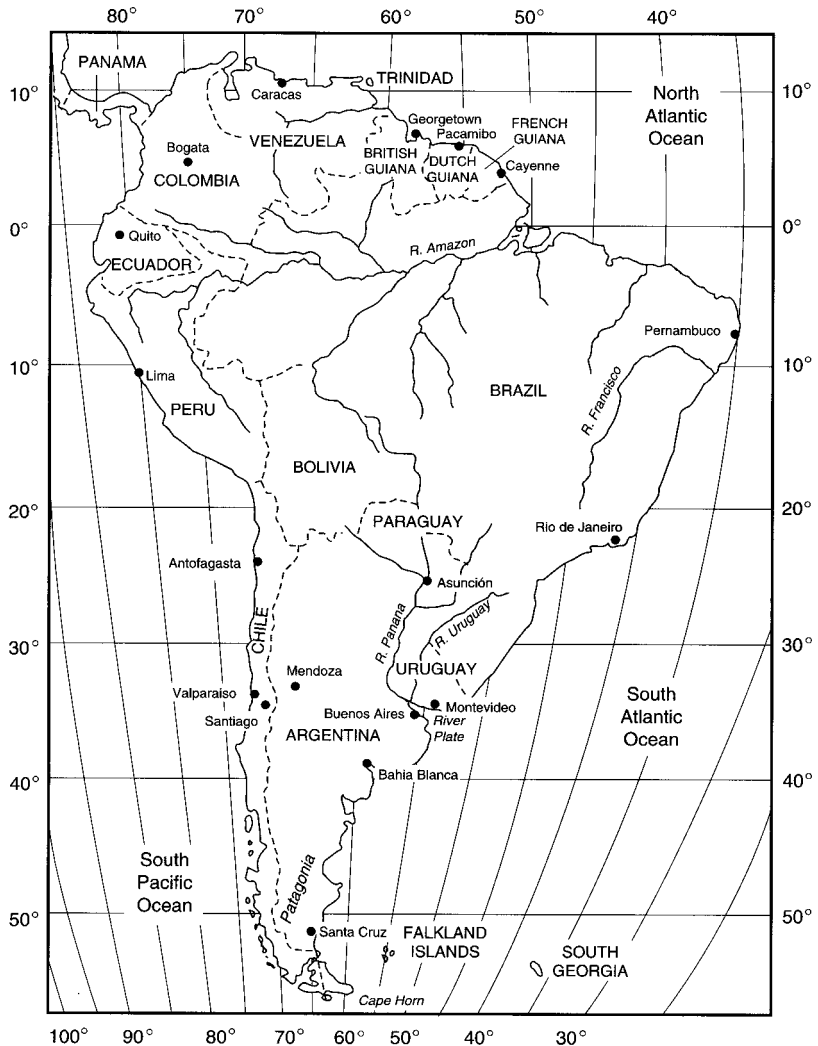 80° 70° 60° 50° 40°
PANAMA
TRINIDAD
10°
10°
Caracas
North
Atlantic
Ocean
Georgetown
Pacamibo
FRENCH
GUIANA
VENEZUELA
Bogata
BRITISH
GUIANA
DUTCH
GUIANA
Cayenne
COLOMBIA
0°
0°
Quito
R. Amazon
ECUADOR
Pernambuco
10°
10°
Lima
PERU
BRAZIL
R. Francisco
BOLIVIA
20°
20°
PARAGUAY
Rio de Janeiro
Antofagasta
Asunción
CHILE
R. Panana
R. Uruguay
30°
30°
Mendoza
URUGUAY
Valparaiso
Santiago
Buenos Aires
Montevideo
River
Plate
South
Atlantic
Ocean
ARGENTINA
40°
40°
Bahia Blanca
South
Pacific
Ocean
Patagonia
50°
50°
Santa Cruz
FALKLAND
ISLANDS
SOUTH
GEORGIA
Cape Horn
100° 90° 80° 70° 60° 50° 40° 30°